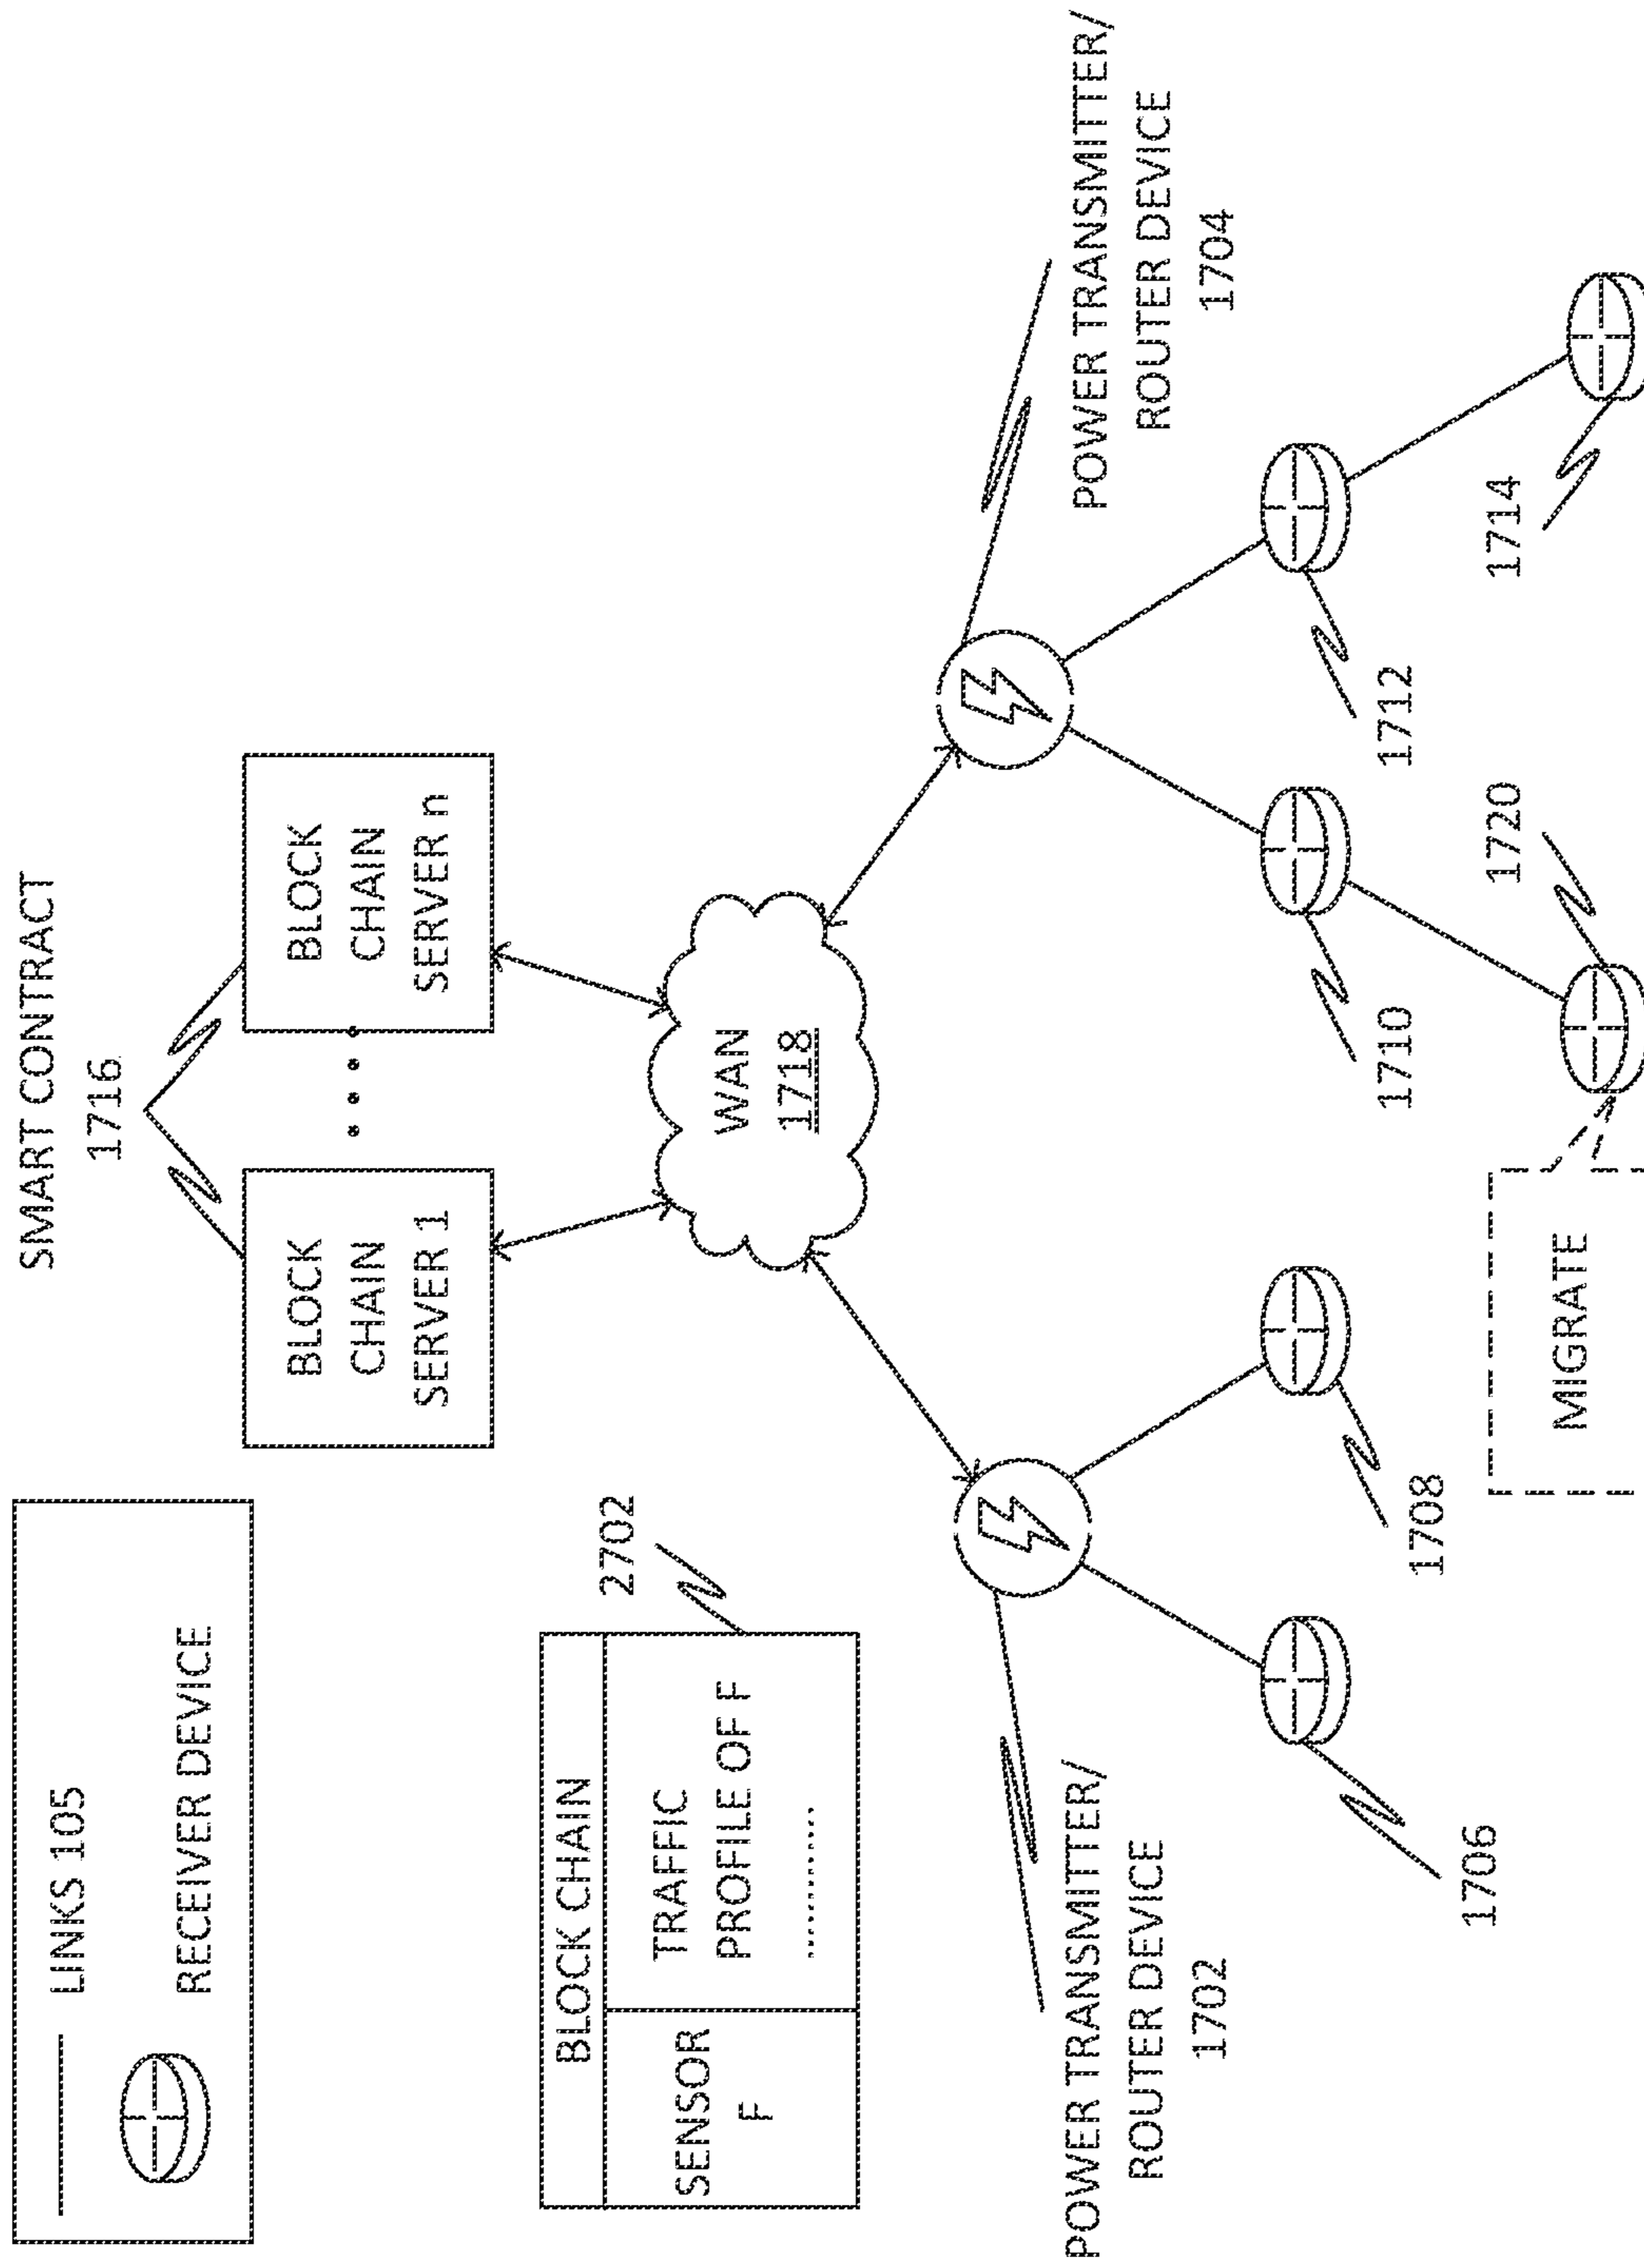 LINKS 105
RECEIVER DEVICE
SMART CONTRACT
1716
BLOCK
CHAIN
SERVER 1
BLOCK
CHAIN
SERVER n
BLOCK CHAIN
SENSOR
F
TRAFFIC
PROFILE OF F
..........
2702
WAN
1718
POWER TRANSMITTER/
ROUTER DEVICE
1702
POWER TRANSMITTER/
ROUTER DEVICE
1704
1706
1708
1710
1712
1714
1720
MIGRATE